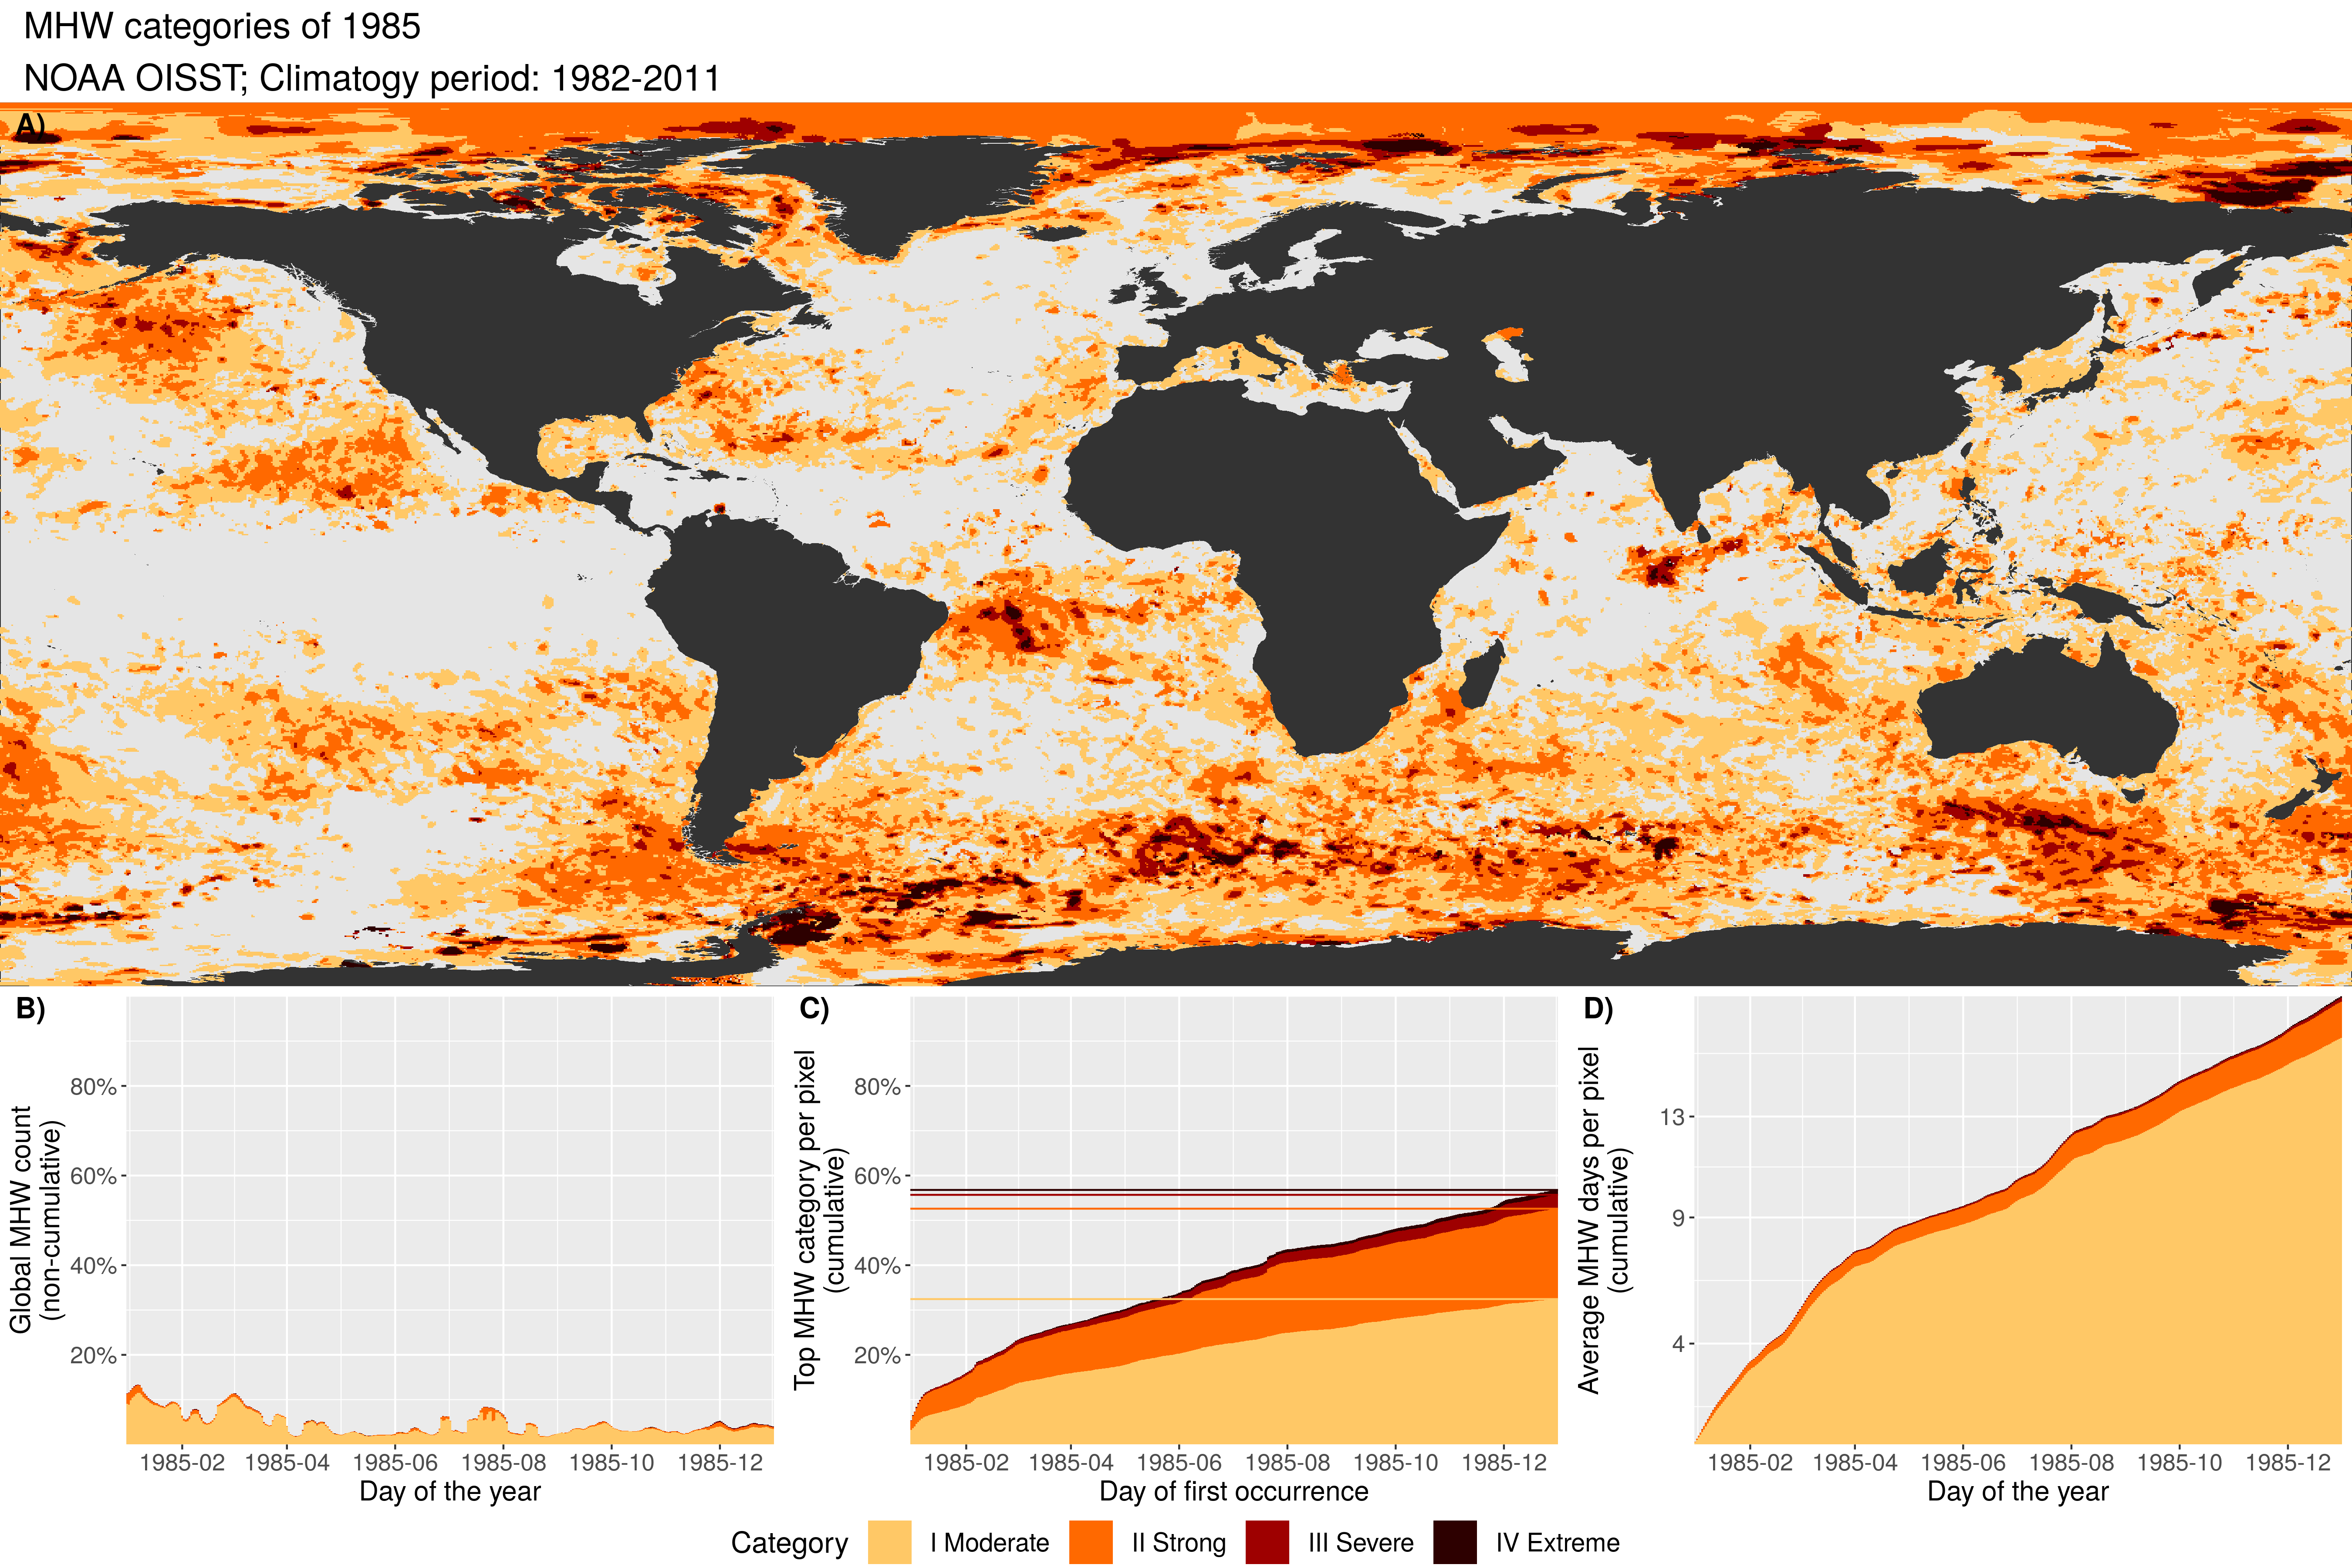 MHW categories of 1985
NOAA OISST; Climatogy period: 1982-2011
A)
B)
Global MHW count
(non-cumulative)
80%
60%
40%
20%
1985-02 1985-04 1985-06 1985-08 1985-10 1985-12
Day of the year
C)
Top MHW category per pixel
(cumulative)
80%
60%
40%
20%
1985-02 1985-04 1985-06 1985-08 1985-10 1985-12
Day of first occurrence
D)
Average MHW days per pixel
(cumulative)
13
9
4
1985-02 1985-04 1985-06 1985-08 1985-10 1985-12
Day of the year
Category I Moderate II Strong III Severe IV Extreme